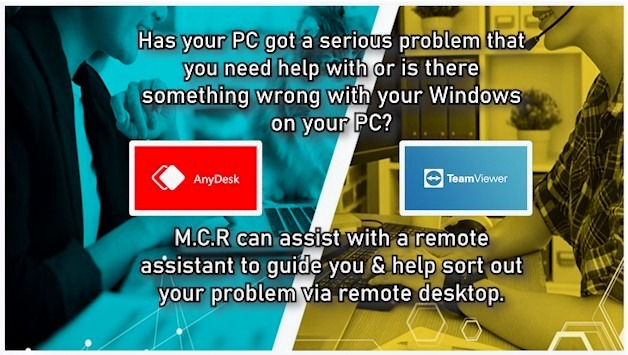 Has your PC got a serious problem that
you need help with or is there
something wrong with your Windows
on your PC?
AnyDesk
TeamViewer
M.C.R can assist with a remote
assistant to guide you & help sort out
your problem via remote desktop.